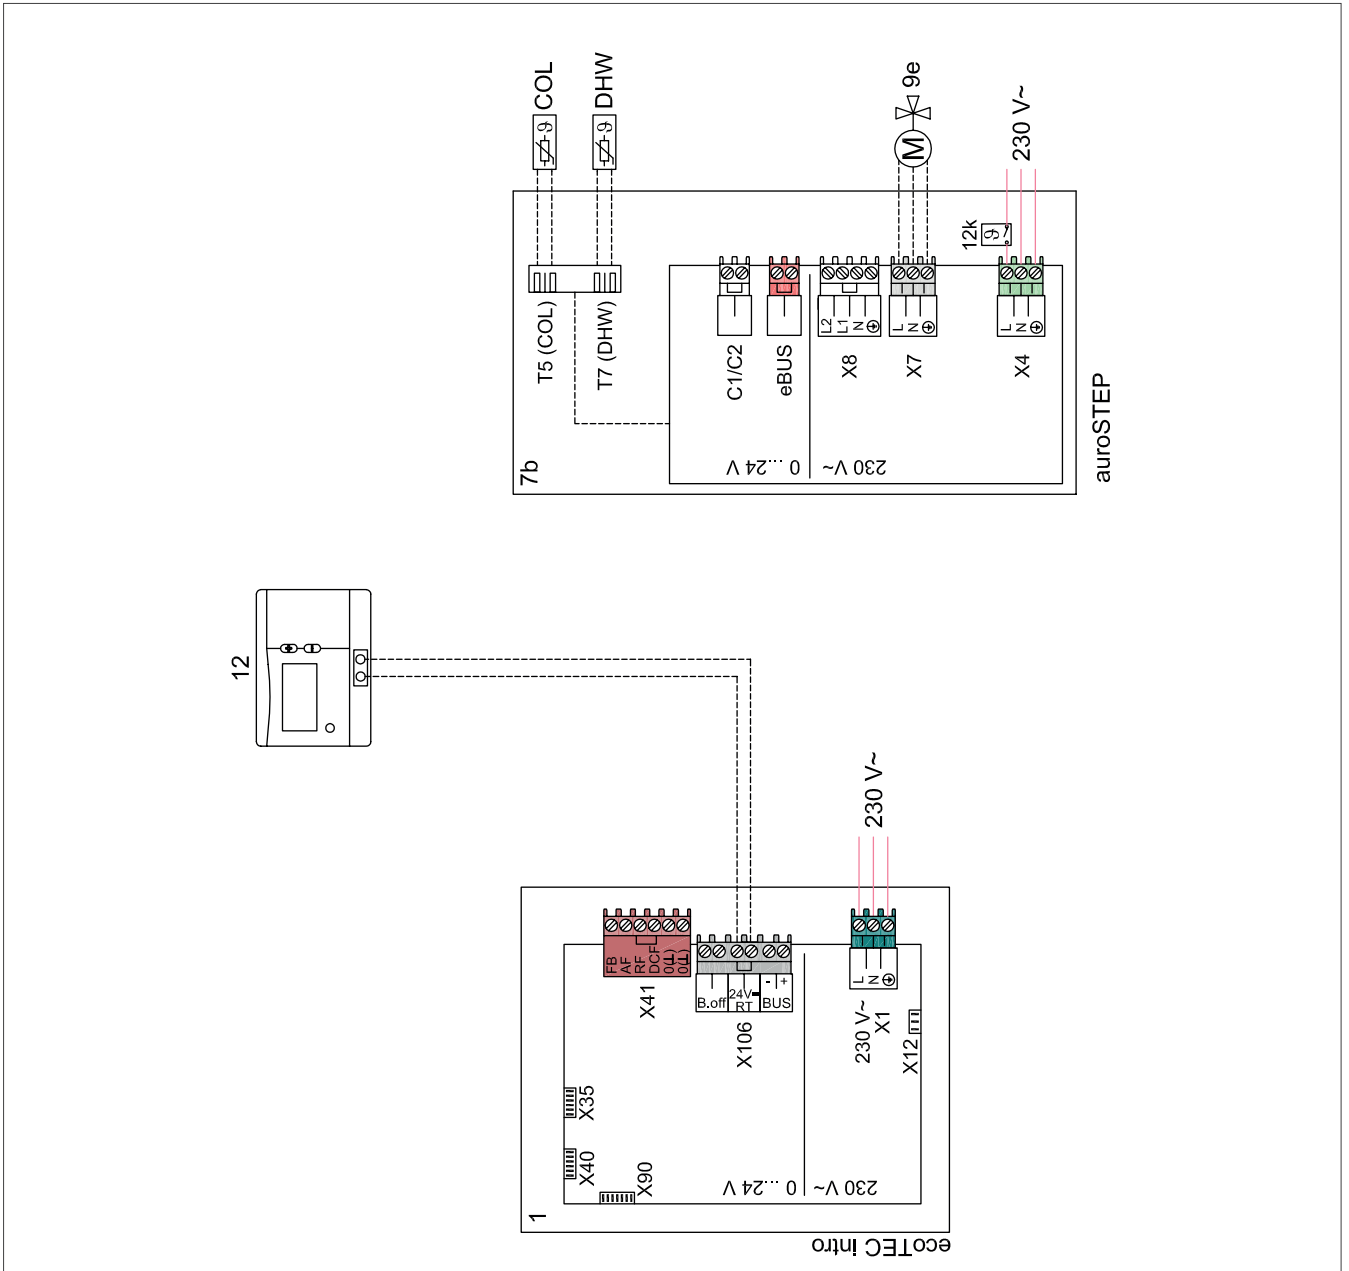 COL
DHW
9e
230 V~
12k
T5 (COL)
T7 (DHW)
C1/C2
eBUS
L2
L1
N
X8
L
N
X7
L
N
X4
7b
0 ...24 V
230 V~
auroSTEP
12
230 V~
FB
AF
RF
DCF
0(⊥)
0(⊥)
X41
B.off
24V=
RT
- +
BUS
X106
L
N
230 V~
X1
X12
X35
X40
X90
1
0 ...24 V
230 V~
ecoTEC intro
M
ϑ
ϑ
ϑ